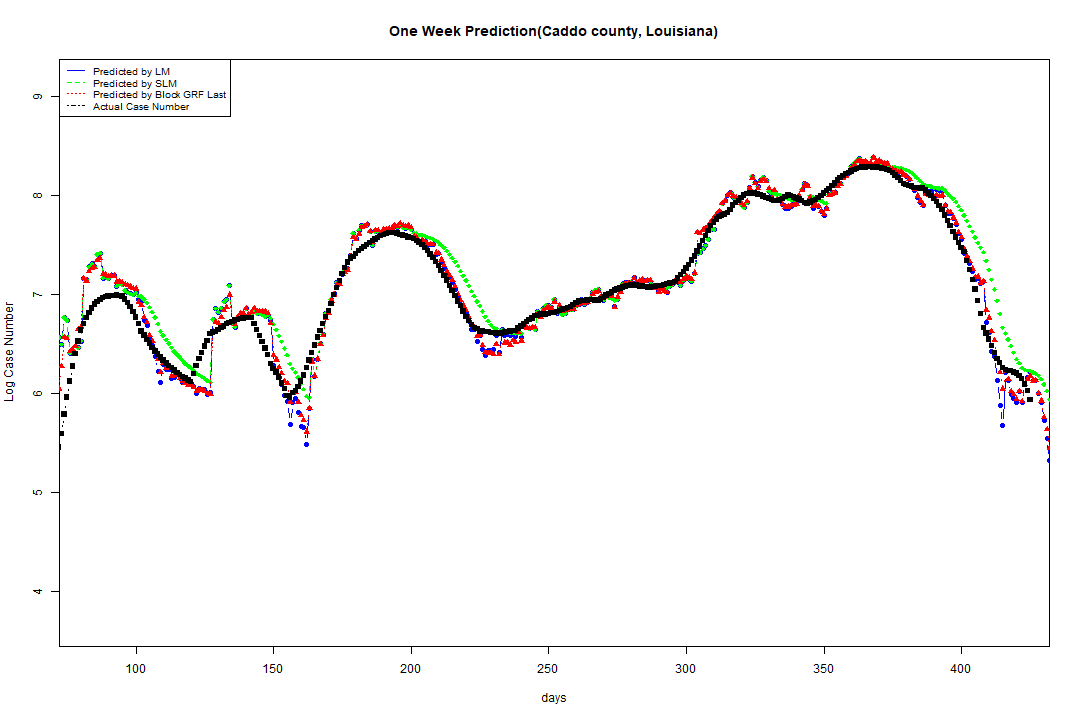 One Week Prediction(Caddo county, Louisiana)
Predicted by LM
Predicted by SLM
Predicted by Block GRF Last
Actual Case Number
9
8
7
6
5
4
Log Case Number
100 150 200 250 300 350 400
days